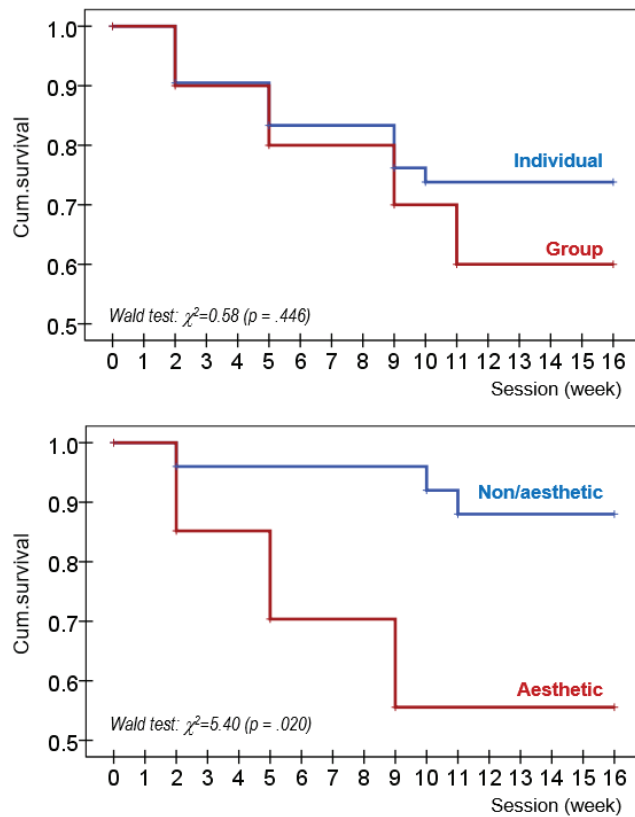 1.0
0.9
0.8
0.7
0.6
0.5
Cum.survival
Individual
Group
Wald test: χ²=0.58 (p = .446)
0 1 2 3 4 5 6 7 8 9 10 11 12 13 14 15 16
Session (week)
1.0
0.9
0.8
0.7
0.6
0.5
Cum.survival
Non/aesthetic
Aesthetic
Wald test: χ²=5.40 (p = .020)
0 1 2 3 4 5 6 7 8 9 10 11 12 13 14 15 16
Session (week)